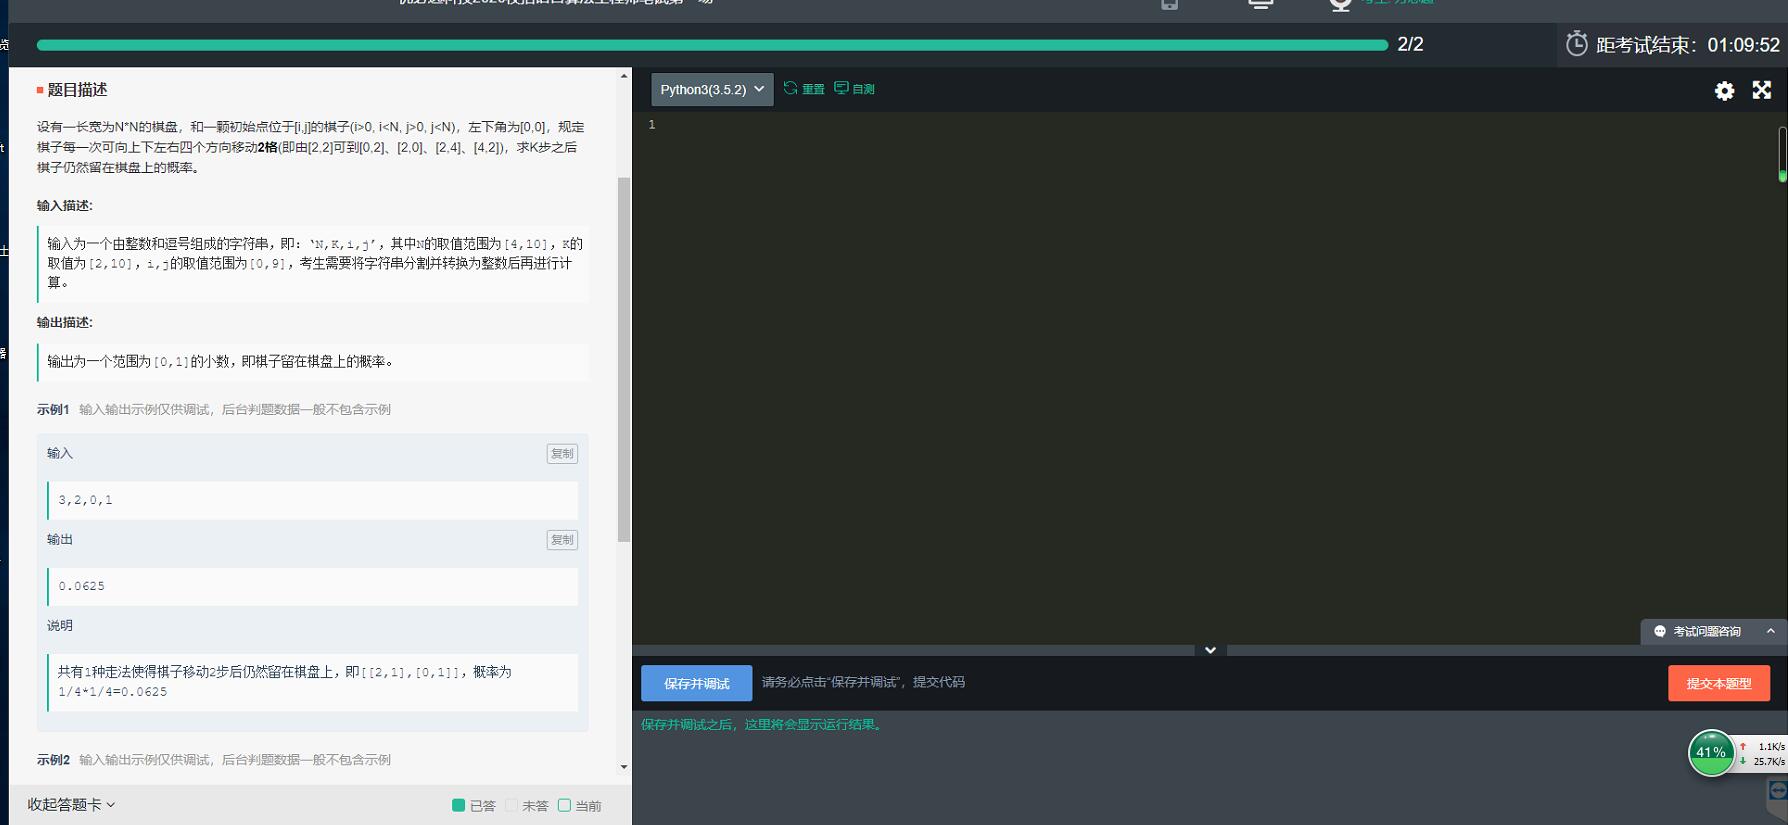 2/2
距考试结束：01:09:52
题目描述
设有一长宽为N*N的棋盘，和一颗初始点位于[i,j]的棋子(i>0, i<N, j>0, j<N)，左下角为[0,0]，规定
棋子每一次可向上下左右四个方向移动2格(即由[2,2]可到[0,2]、[2,0]、[2,4]、[4,2])，求K步之后
棋子仍然留在棋盘上的概率。
输入描述:
输入为一个由整数和逗号组成的字符串，即：‘N,K,i,j’，其中N的取值范围为[4,10]，K的
取值为[2,10]，i,j的取值范围为[0,9]，考生需要将字符串分割并转换为整数后再进行计
算。
输出描述:
输出为一个范围为[0,1]的小数，即棋子留在棋盘上的概率。
示例1 输入输出示例仅供调试，后台判题数据一般不包含示例
输入
复制
3,2,0,1
输出
复制
0.0625
说明
共有1种走法使得棋子移动2步后仍然留在棋盘上，即[[2,1],[0,1]]，概率为
1/4*1/4=0.0625
示例2 输入输出示例仅供调试，后台判题数据一般不包含示例
收起答题卡
已答 未答 当前
Python3(3.5.2)
重置 自测
1
考试问题咨询
保存并调试
请务必点击“保存并调试”，提交代码
提交本题型
保存并调试之后，这里将会显示运行结果。
41%
1.1K/s
25.7K/s